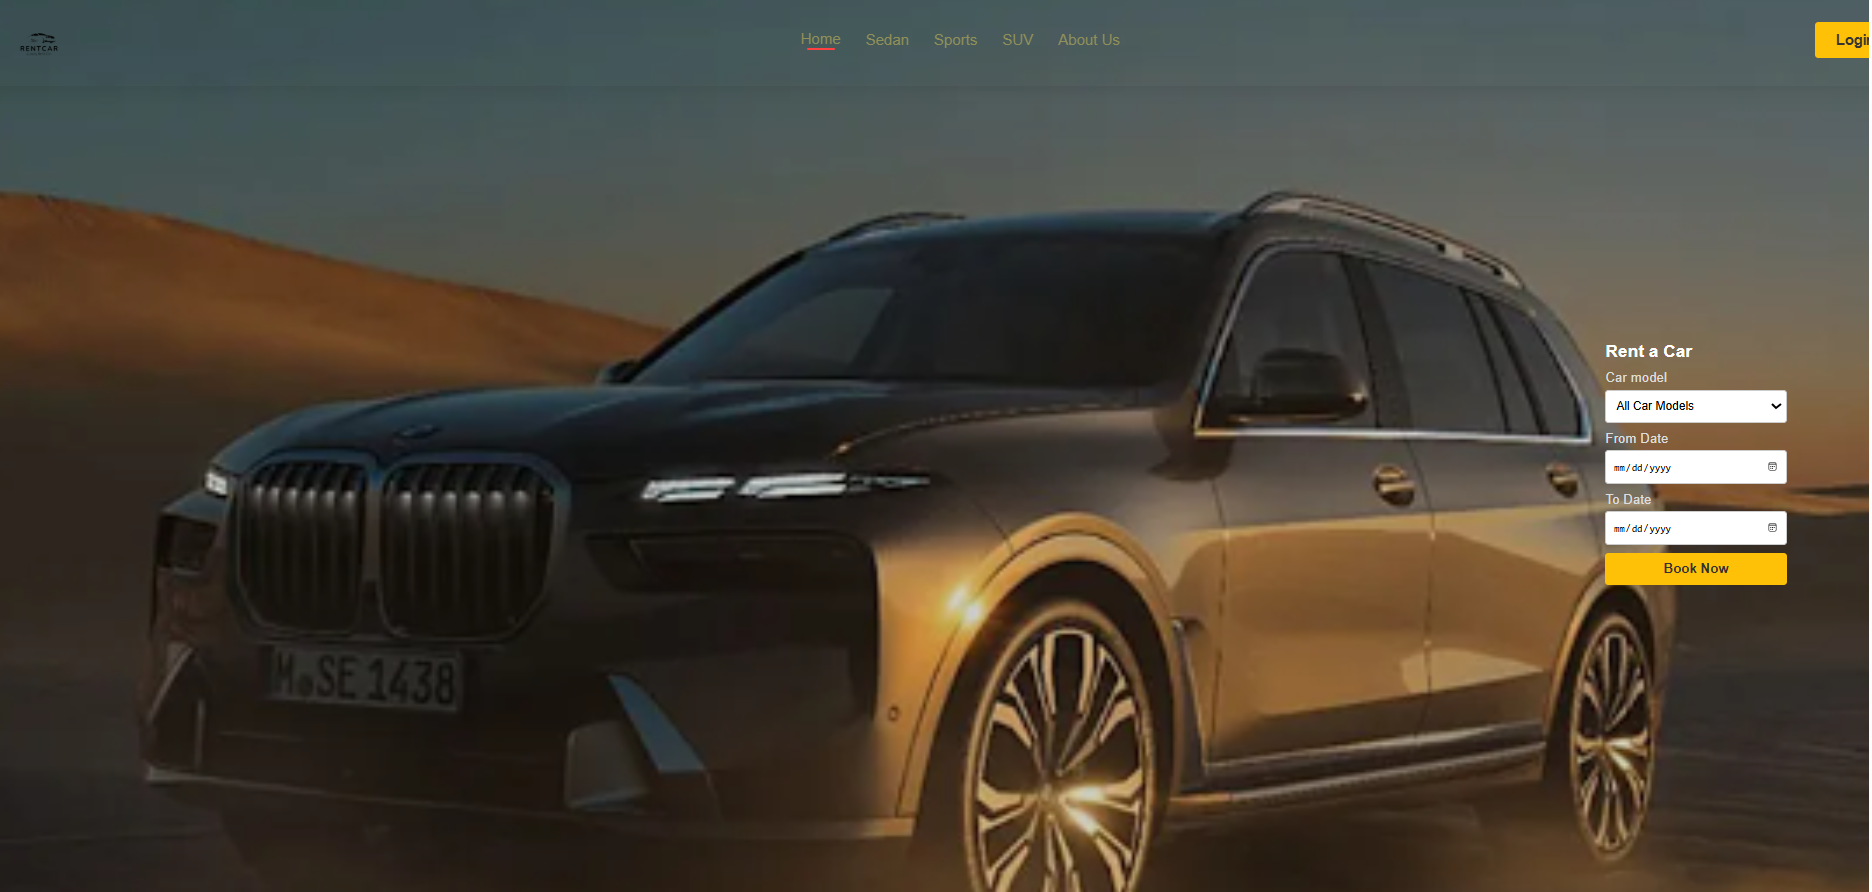 RENTCAR
Home
Sedan
Sports
SUV
About Us
Login
Rent a Car
Car model
All Car Models
From Date
mm/dd/yyyy
To Date
mm/dd/yyyy
Book Now
M SE 1438